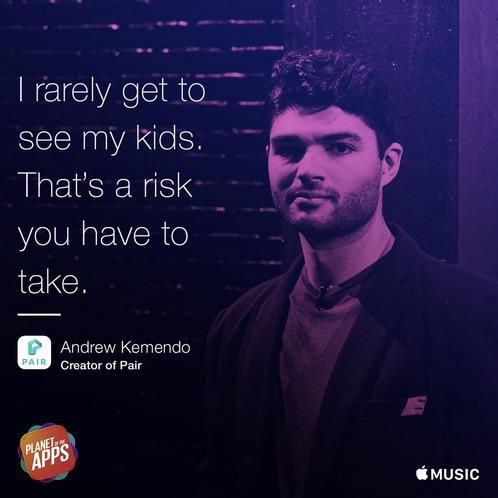 I rarely get to
see my kids.
That's a risk
you have to
take.
PAIR
Andrew Kemendo
Creator of Pair
PLANET OF THE
APPS
MUSIC